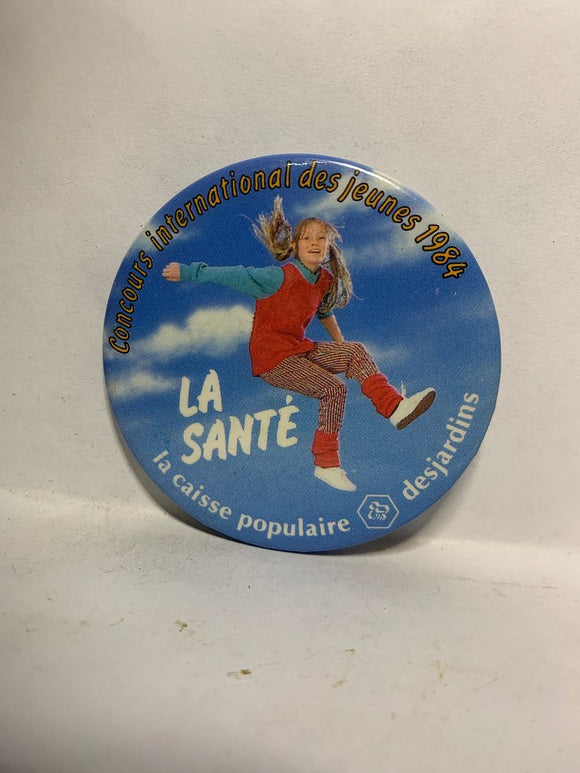 Concours international des jeunes 1984
LA
SANTÉ
la caisse populaire desjardins